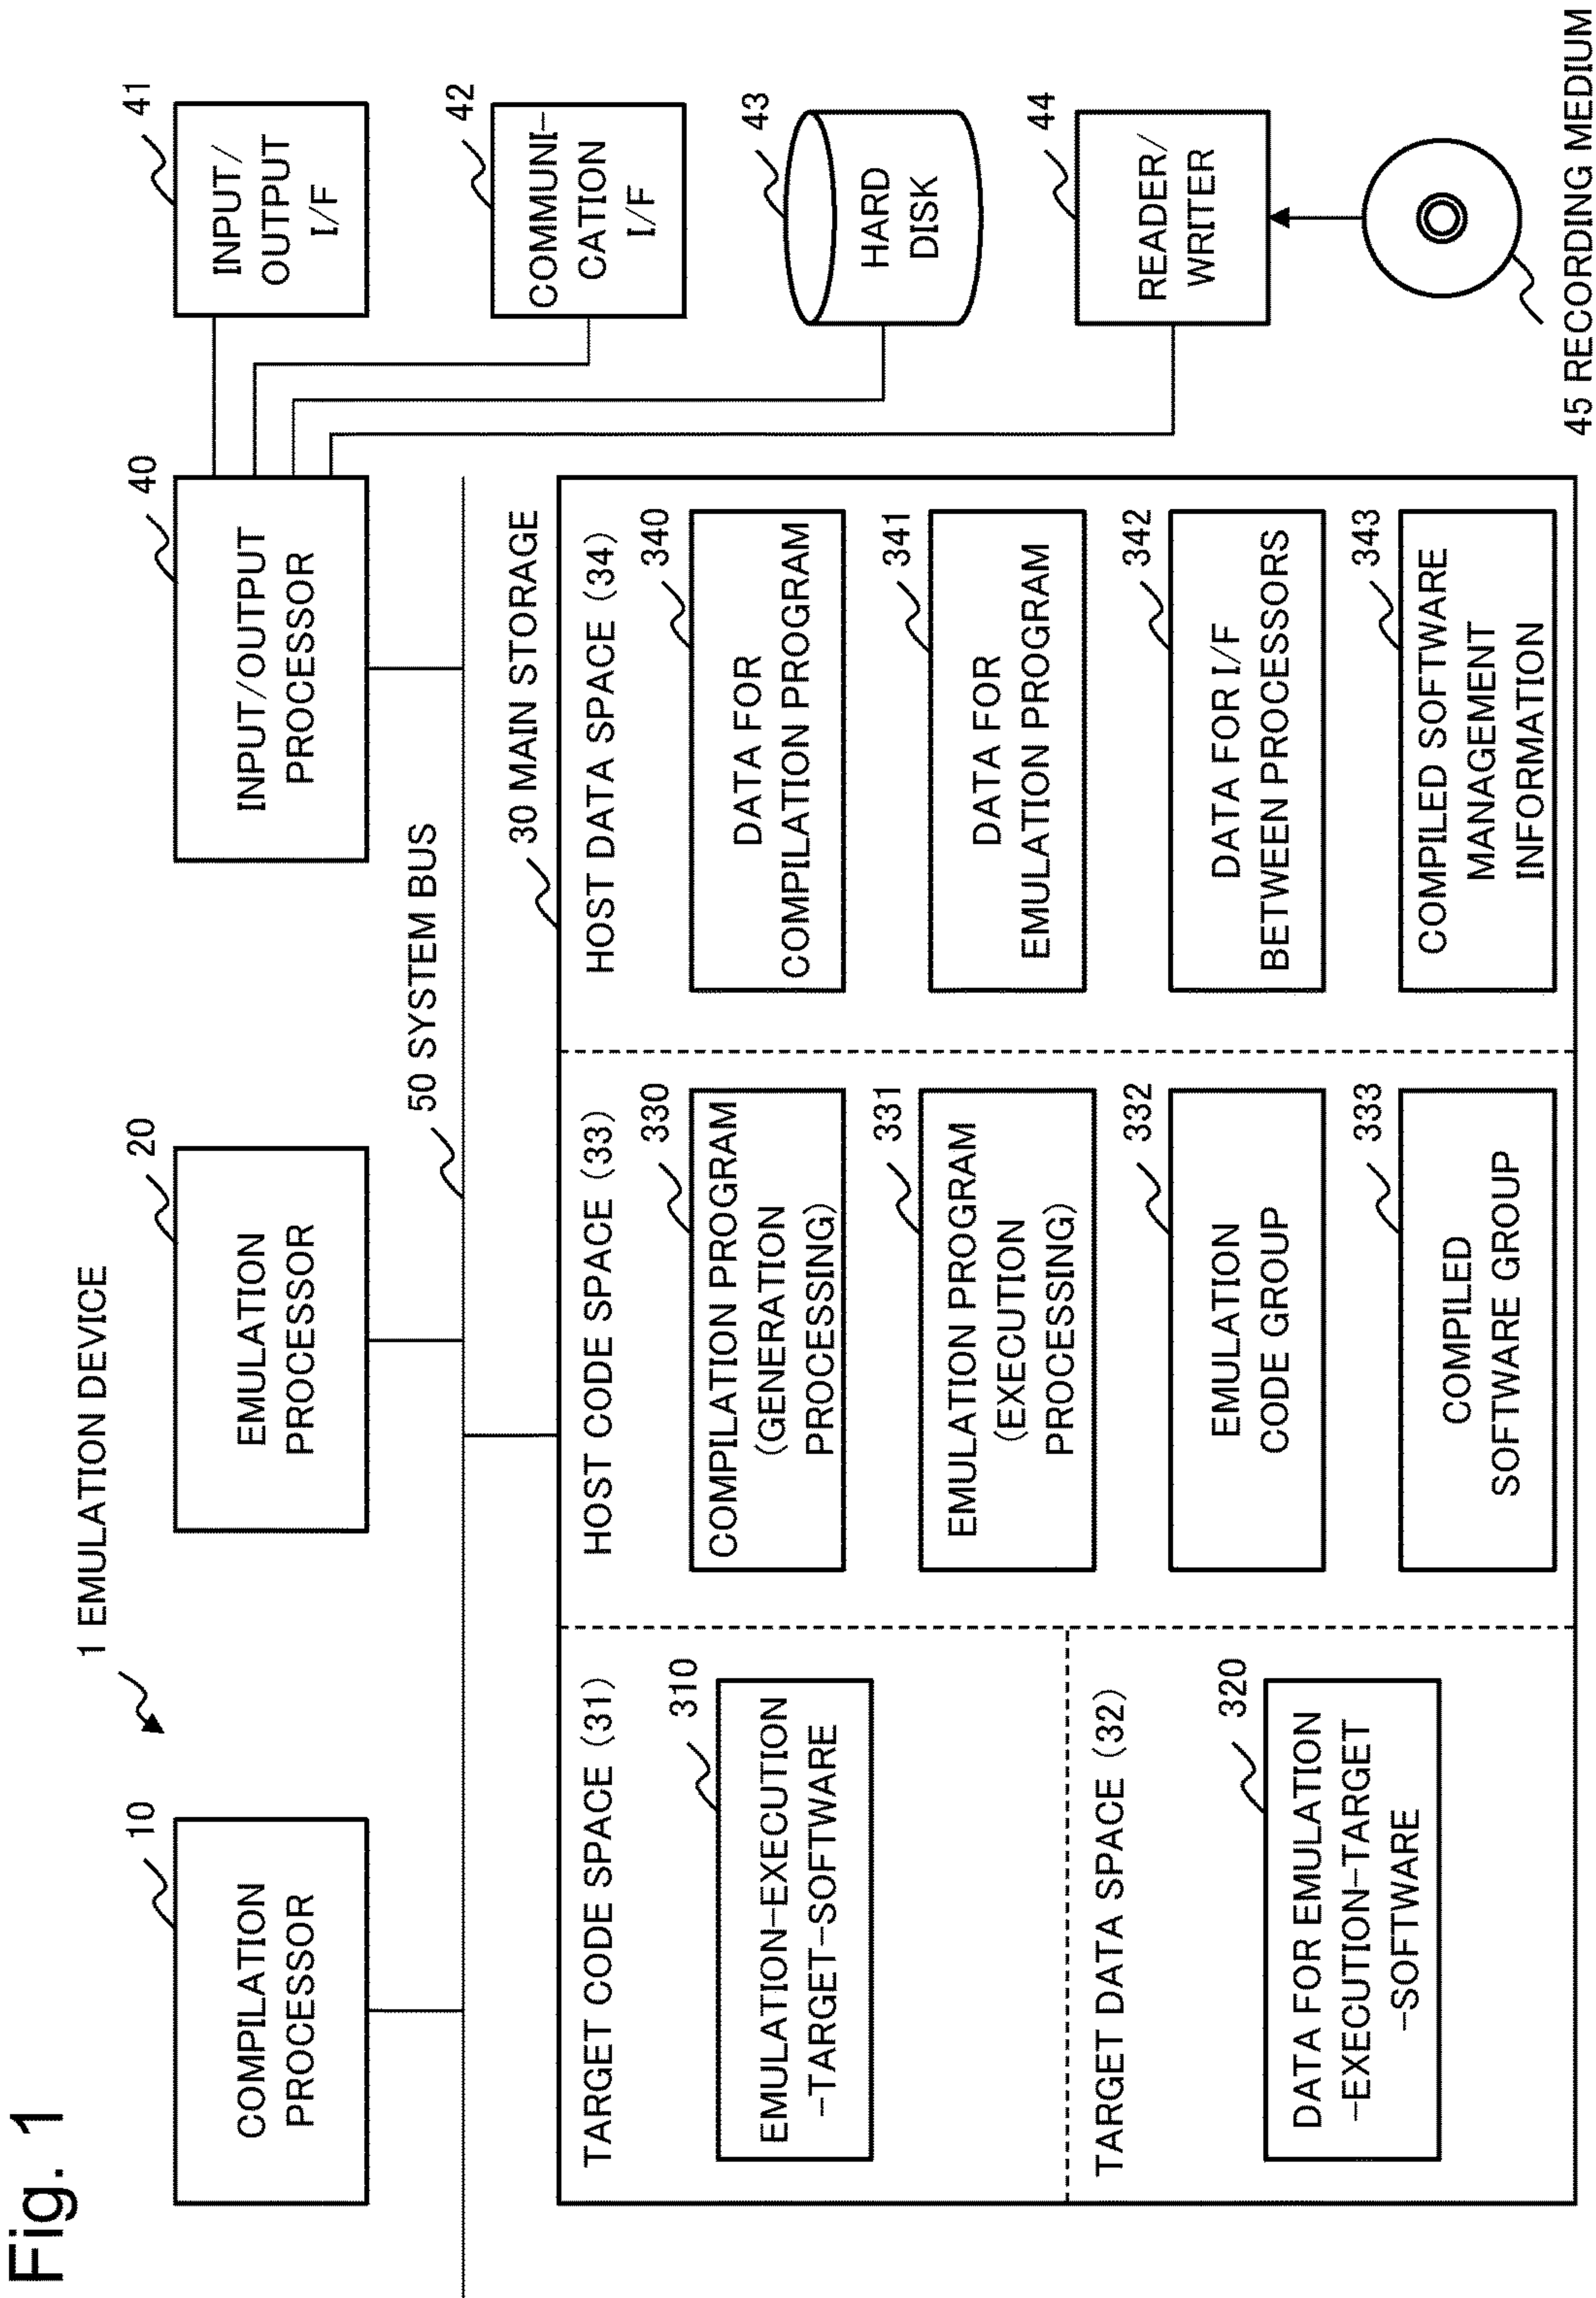 Fig. 1
1 EMULATION DEVICE
10
COMPILATION
PROCESSOR
20
EMULATION
PROCESSOR
40
INPUT/OUTPUT
PROCESSOR
41
INPUT/
OUTPUT
I/F
42
COMMUNI-
CATION
I/F
43
HARD
DISK
44
READER/
WRITER
45 RECORDING MEDIUM
50 SYSTEM BUS
30 MAIN STORAGE
TARGET CODE SPACE (31)
310
EMULATION-EXECUTION
-TARGET-SOFTWARE
TARGET DATA SPACE (32)
320
DATA FOR EMULATION
-EXECUTION-TARGET
-SOFTWARE
HOST CODE SPACE (33)
330
COMPILATION PROGRAM
(GENERATION
PROCESSING)
331
EMULATION PROGRAM
(EXECUTION
PROCESSING)
332
EMULATION
CODE GROUP
333
COMPILED
SOFTWARE GROUP
HOST DATA SPACE (34)
340
DATA FOR
COMPILATION PROGRAM
341
DATA FOR
EMULATION PROGRAM
342
DATA FOR I/F
BETWEEN PROCESSORS
343
COMPILED SOFTWARE
MANAGEMENT
INFORMATION